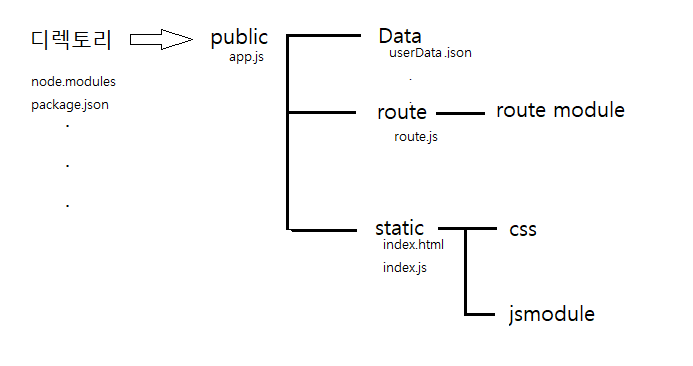 디렉토리
node.modules
package.json
public
app.js
Data
userData.json
route
route.js
route module
static
index.html
index.js
css
jsmodule